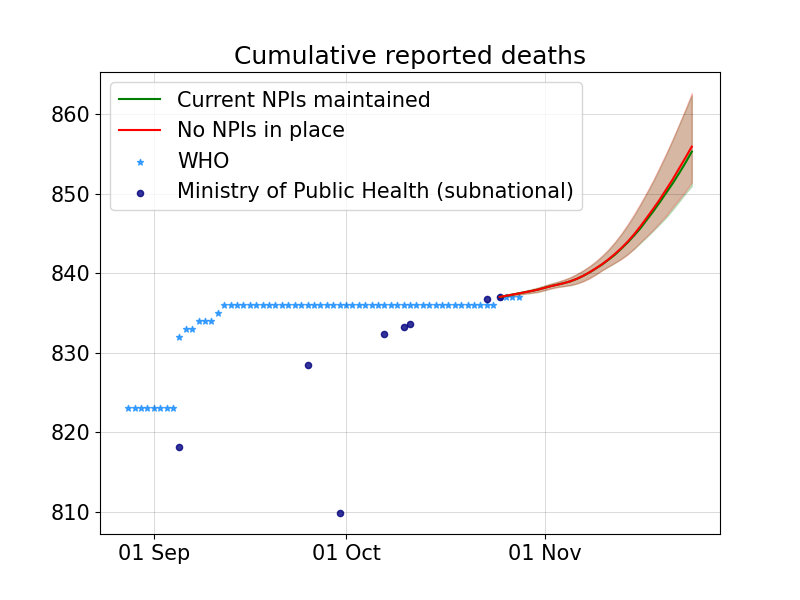 Cumulative reported deaths
Current NPIs maintained
No NPIs in place
WHO
Ministry of Public Health (subnational)
860
850
840
830
820
810
01 Sep
01 Oct
01 Nov